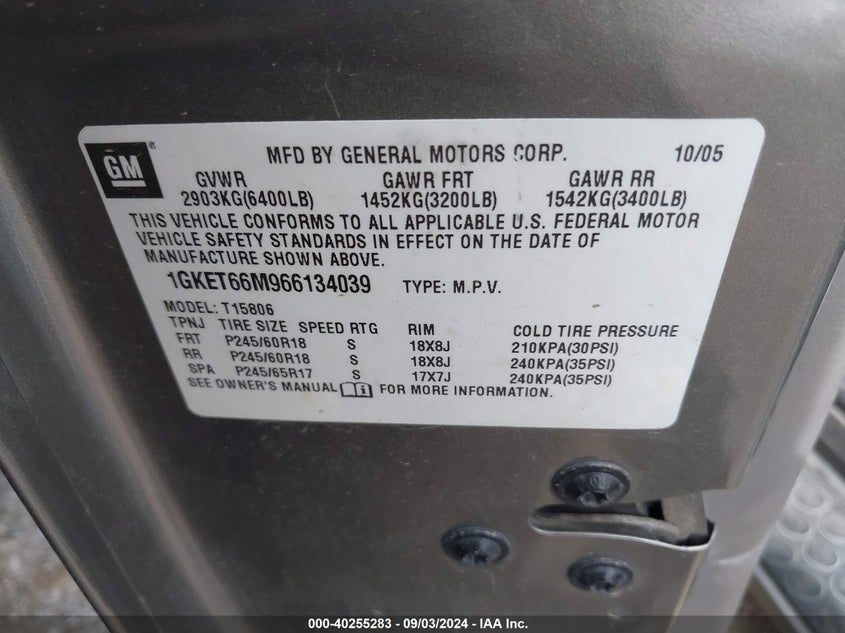 GM® MFD BY GENERAL MOTORS CORP. 10/05
GVWR GAWR FRT GAWR RR
2903KG(6400LB) 1452KG(3200LB) 1542KG(3400LB)
THIS VEHICLE CONFORMS TO ALL APPLICABLE U.S. FEDERAL MOTOR
VEHICLE SAFETY STANDARDS IN EFFECT ON THE DATE OF
MANUFACTURE SHOWN ABOVE.
1GKET66M966134039 TYPE: M.P.V.
MODEL: T15806
TPNJ TIRE SIZE SPEED RTG RIM COLD TIRE PRESSURE
FRT P245/60R18 S 18X8J 210KPA(30PSI)
RR P245/60R18 S 18X8J 240KPA(35PSI)
SPA P245/65R17 S 17X7J 240KPA(35PSI)
SEE OWNER'S MANUAL FOR MORE INFORMATION.
000-40255283 - 09/03/2024 - IAA Inc.